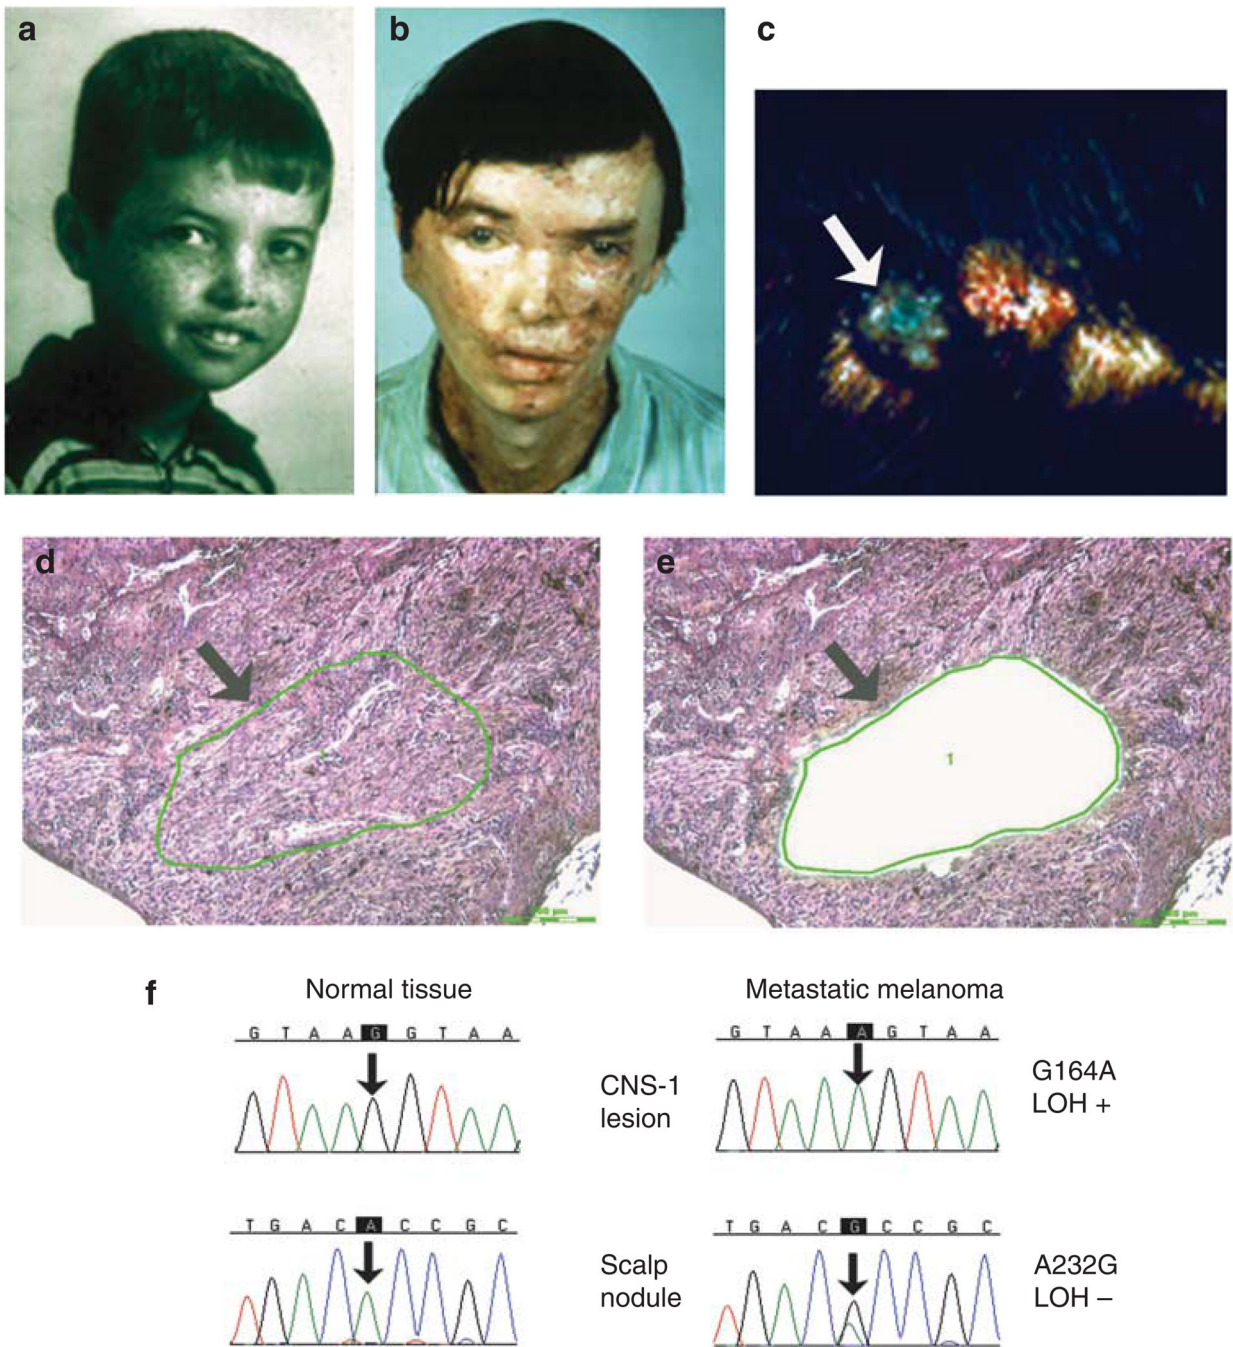 a
b
c
d
e
1
f
Normal tissue
Metastatic melanoma
G T A A G G T A A
G T A A A G T A A
CNS-1
lesion
G164A
LOH +
T G A C A C C G C
T G A C G C C G C
Scalp
nodule
A232G
LOH –